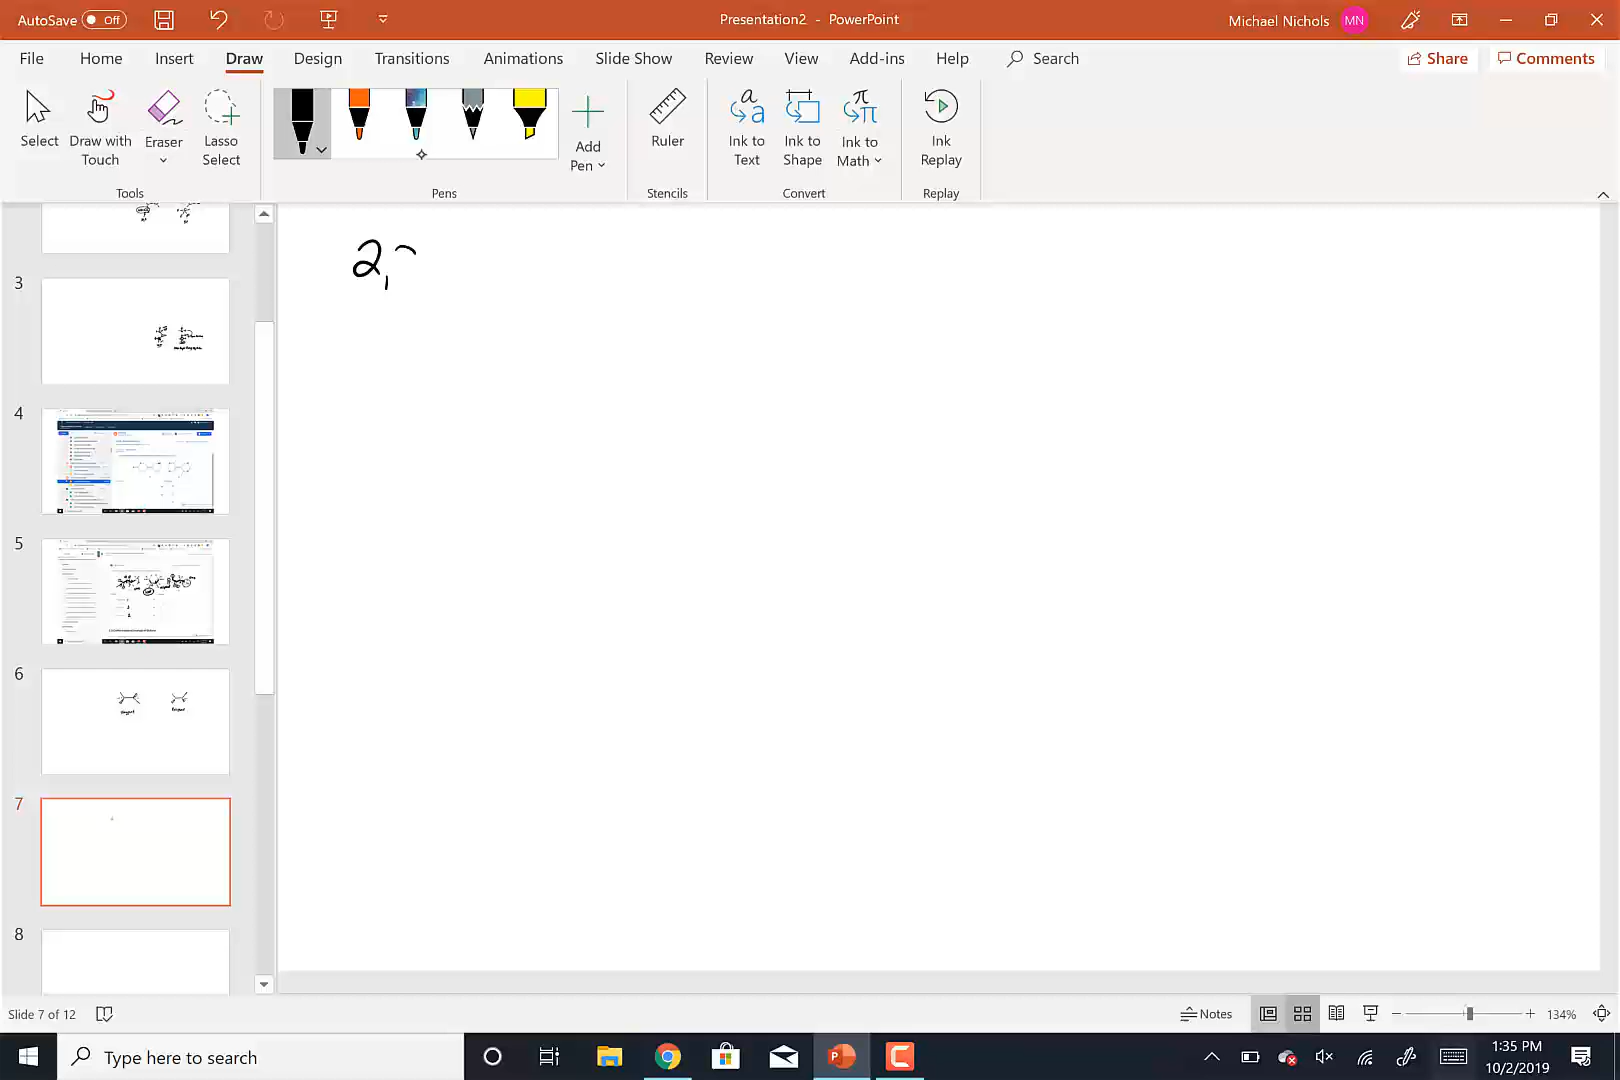 AutoSave Off
Presentation2 - PowerPoint
Michael Nichols MN
File Home Insert Draw Design Transitions Animations Slide Show Review View Add-ins Help Search
Share Comments
Select
Draw with Touch
Eraser
Lasso Select
Add Pen
Ruler
Ink to Text
Ink to Shape
Ink to Math
Ink Replay
Tools Pens Stencils Convert Replay
2,
3
4
5
6
7
8
Slide 7 of 12
Notes
134%
Type here to search
1:35 PM
10/2/2019